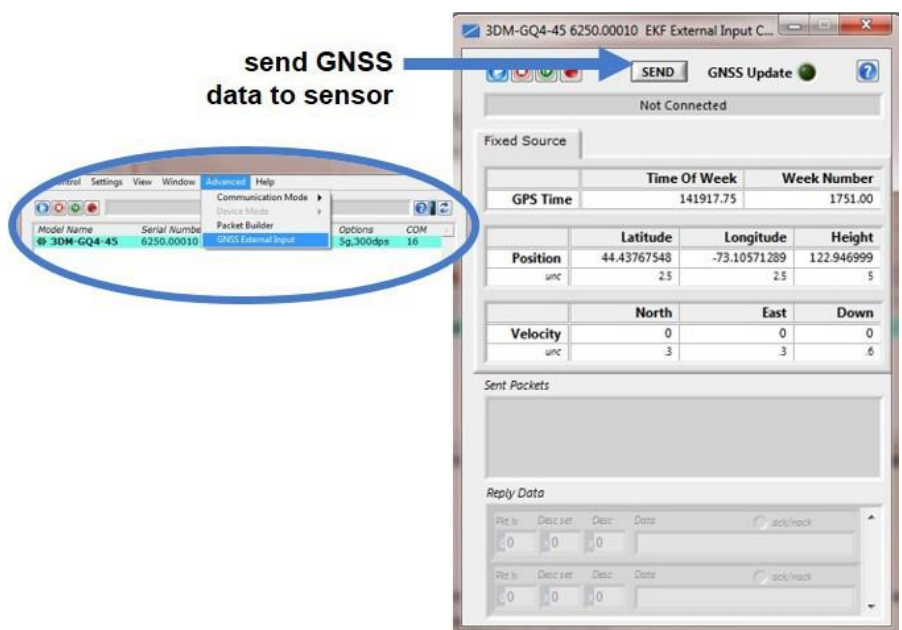 send GNSS
data to sensor
Control Settings View Window Advanced Help
Communication Mode
Device Mode
Packet Builder
GNSS External Input
Model Name Serial Numbe Options COM
3DM-GQ4-45 6250.00010 5g,300dps 16
3DM-GQ4-45 6250.00010 EKF External Input C...
SEND GNSS Update
Not Connected
Fixed Source
Time Of Week Week Number
GPS Time 141917.75 1751.00
Latitude Longitude Height
Position 44.43767548 -73.10571289 122.946999
unc 2.5 2.5 5
North East Down
Velocity 0 0 0
unc .3 .3 .6
Sent Packets
Reply Data
Desc set Desc Data ack/nack
0 0 0
Desc set Desc Data ack/nack
0 0 0